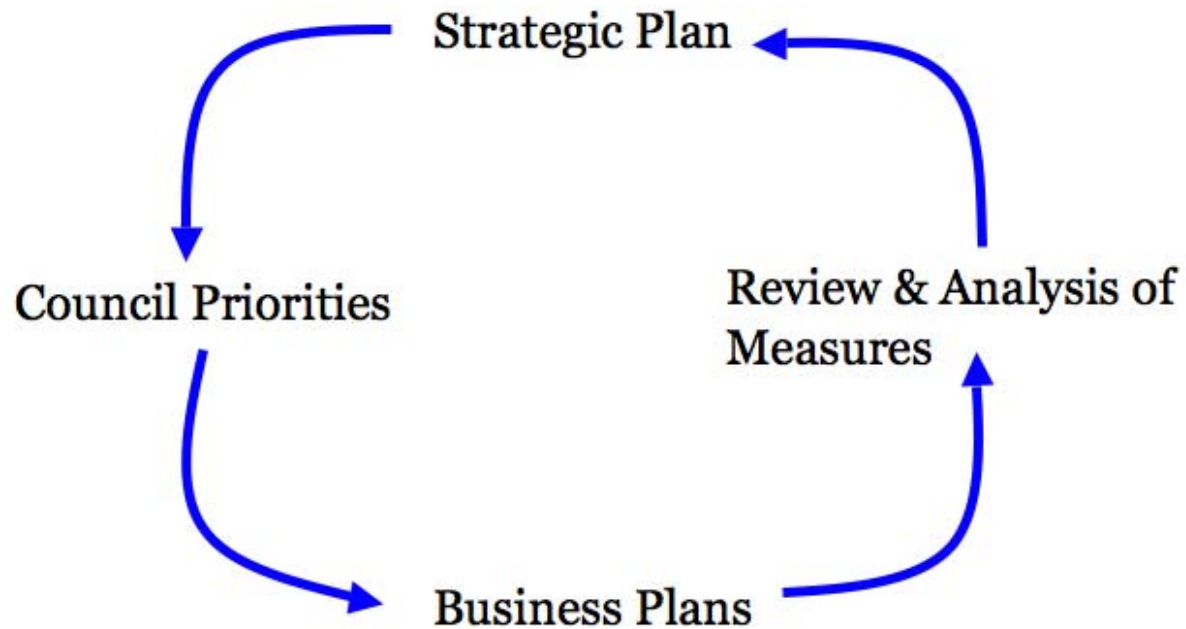 Strategic Plan
Council Priorities
Review & Analysis of
Measures
Business Plans